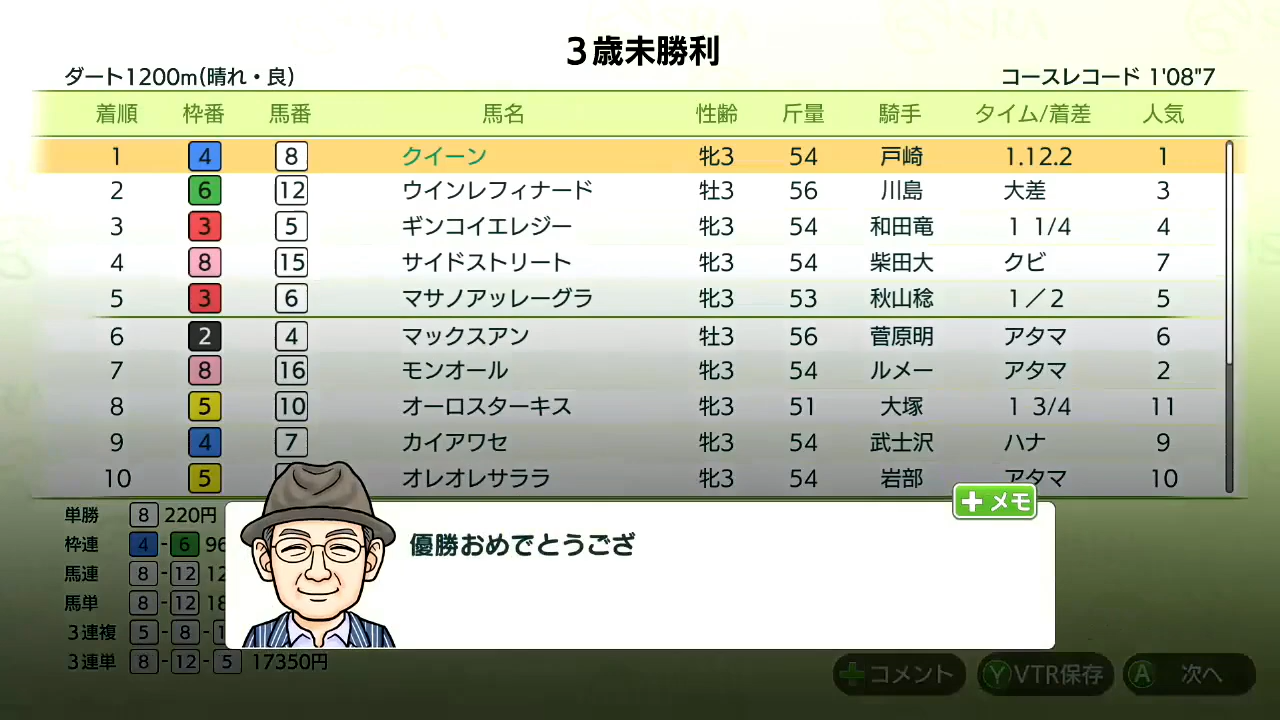 3歳未勝利
ダート1200m(晴れ・良) コースレコード 1'08"7
着順 枠番 馬番 馬名 性齢 斤量 騎手 タイム/着差 人気
1 4 8 クイーン 牝3 54 戸崎 1.12.2 1
2 6 12 ウインレフィナード 牡3 56 川島 大差 3
3 3 5 ギンコイエレジー 牝3 54 和田竜 1 1/4 4
4 8 15 サイドストリート 牝3 54 柴田大 クビ 7
5 3 6 マサノアッレーグラ 牝3 53 秋山稔 1/2 5
6 2 4 マックスアン 牡3 56 菅原明 アタマ 6
7 8 16 モンオール 牝3 54 ルメー アタマ 2
8 5 10 オーロスターキス 牝3 51 大塚 1 3/4 11
9 4 7 カイアワセ 牝3 54 武士沢 ハナ 9
10 5 オレオレサララ 牝3 54 岩部 アタマ 10
+メモ
単勝 8 220円
枠連 4-6 96
馬連 8-12 12
馬単 8-12 18
3連複 5-8-1
3連単 8-12-5 17350円
優勝おめでとうござ
+コメント Y VTR保存 A 次へ